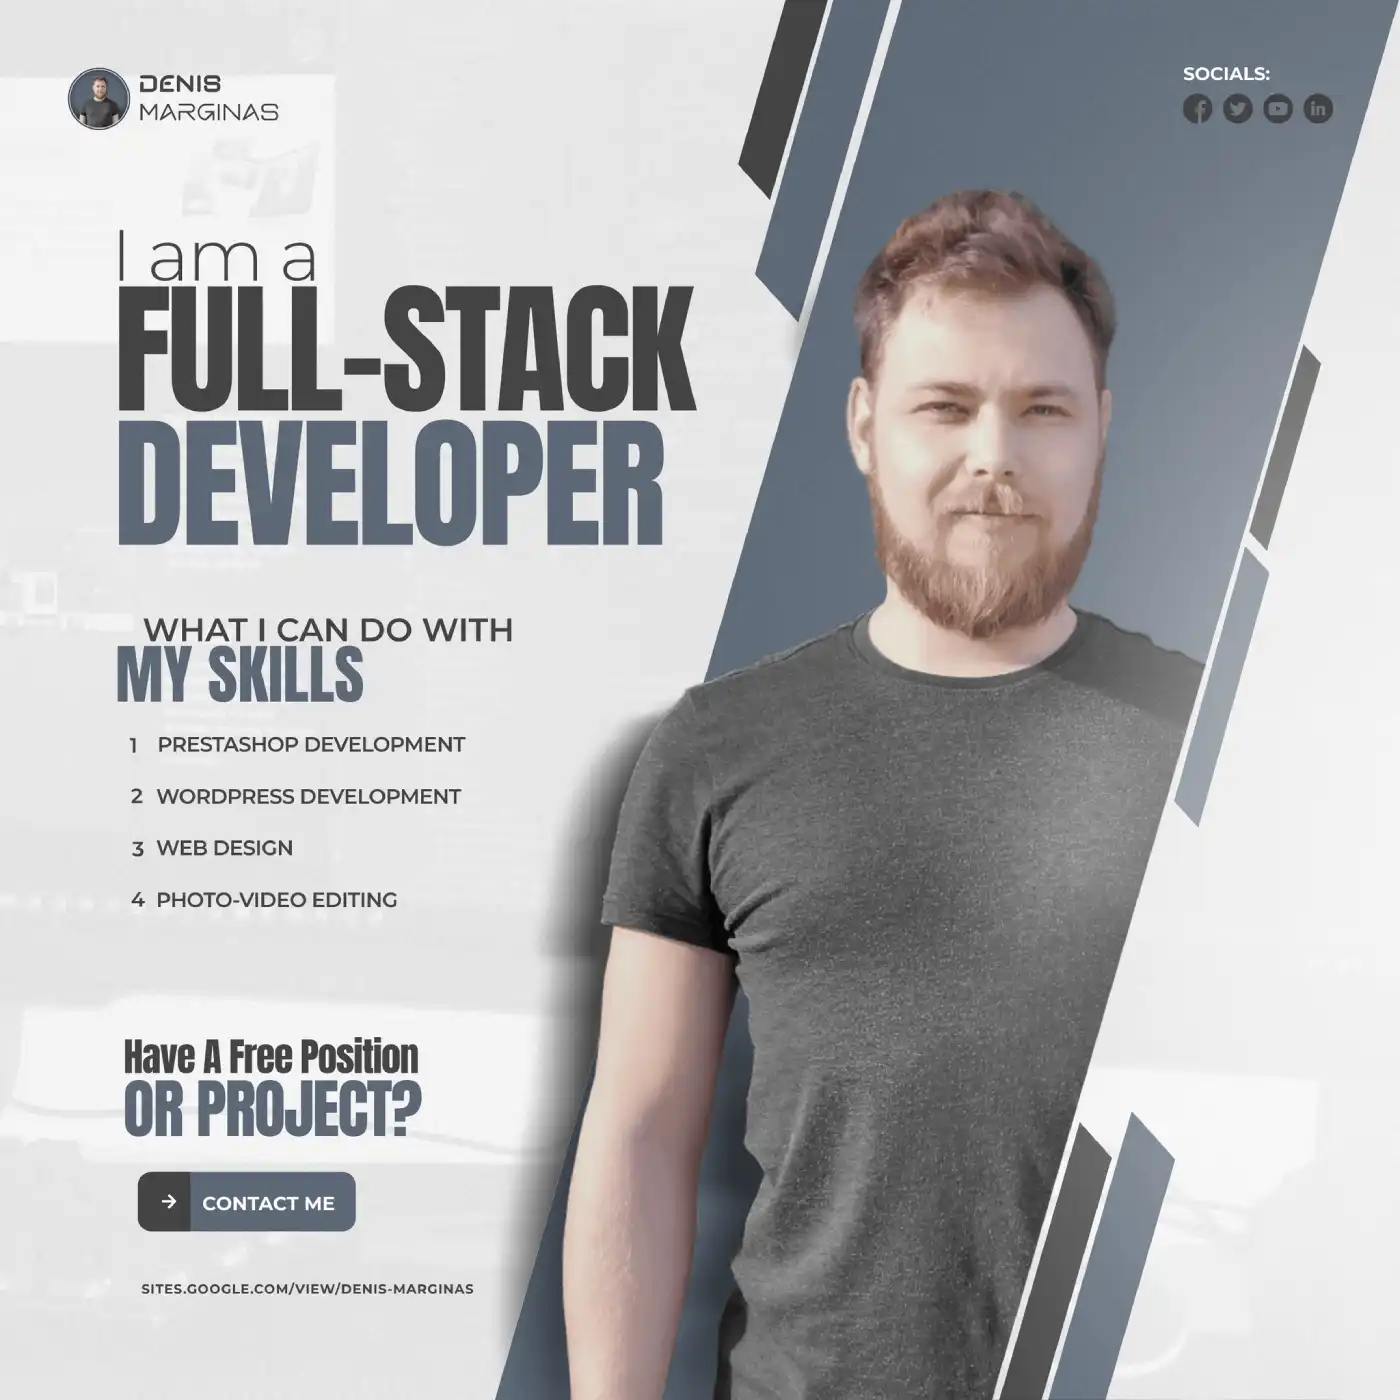 DENIS
MARGINAS
SOCIALS:
I am a
FULL-STACK
DEVELOPER
WHAT I CAN DO WITH
MY SKILLS
1 PRESTASHOP DEVELOPMENT
2 WORDPRESS DEVELOPMENT
3 WEB DESIGN
4 PHOTO-VIDEO EDITING
Have A Free Position
OR PROJECT?
CONTACT ME
SITES.GOOGLE.COM/VIEW/DENIS-MARGINAS